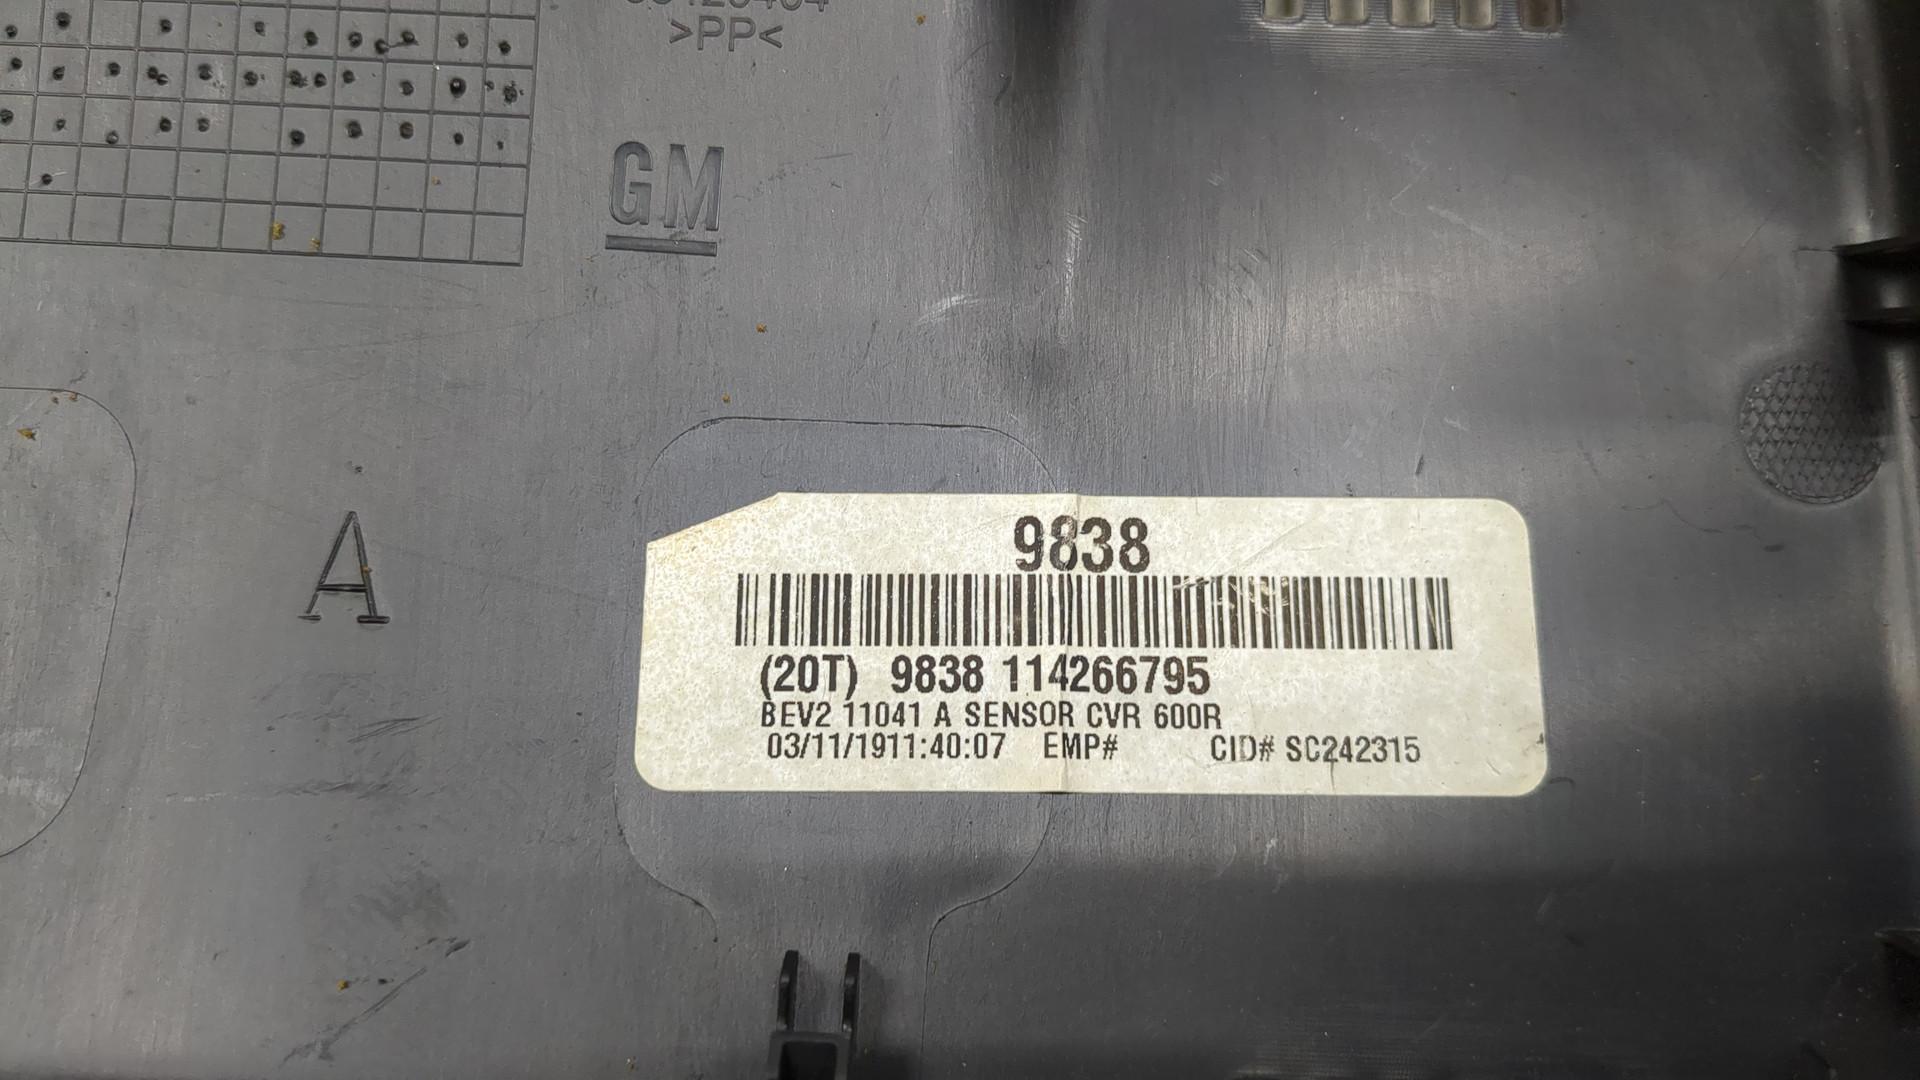 >PP<
GM
A
9838
(20T) 9838 114266795
BEV2 11041 A SENSOR CVR 600R
03/11/1911:40:07 EMP# CID# SC242315